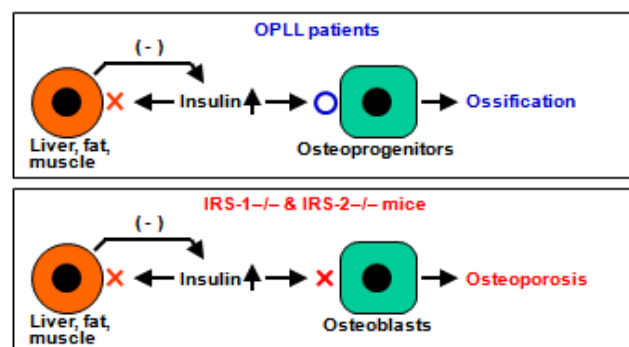 OPLL patients
( - )
Insulin
Liver, fat,
muscle
Osteoprogenitors
Ossification
IRS-1–/– & IRS-2–/– mice
( - )
Insulin
Liver, fat,
muscle
Osteoblasts
Osteoporosis